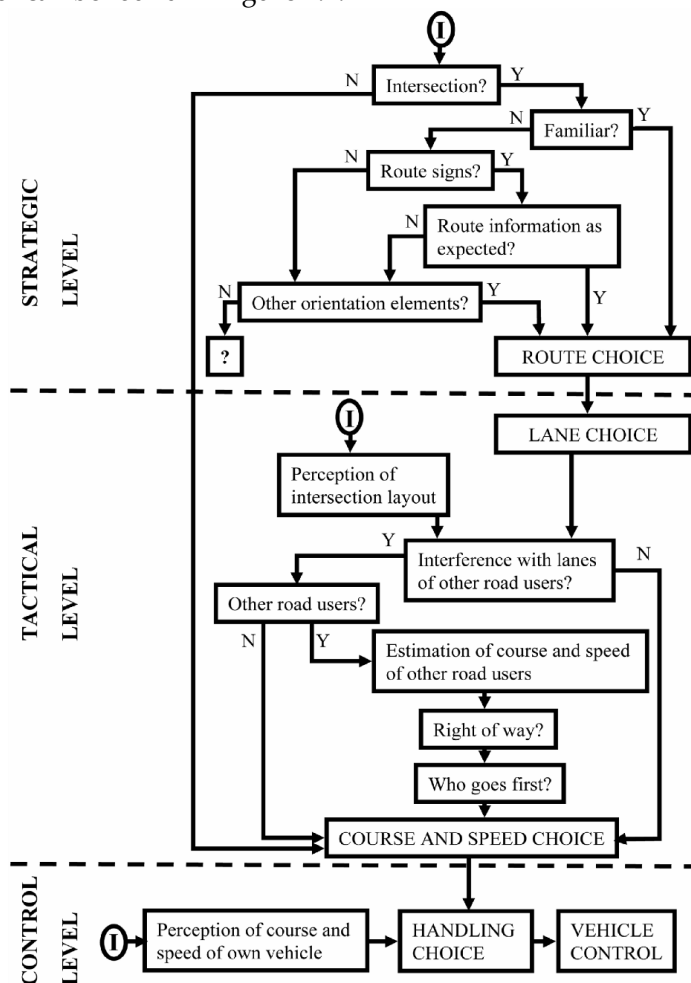 I
N
Y
Intersection?
N
Y
Familiar?
N
Y
Route signs?
N
Route information as
expected?
N
Y
Y
Other orientation elements?
?
ROUTE CHOICE
STRATEGIC
LEVEL
I
LANE CHOICE
Perception of
intersection layout
Y
Interference with lanes
of other road users?
N
Other road users?
N
Y
Estimation of course and speed
of other road users
Right of way?
Who goes first?
COURSE AND SPEED CHOICE
TACTICAL
LEVEL
I
Perception of course and
speed of own vehicle
HANDLING
CHOICE
VEHICLE
CONTROL
CONTROL
LEVEL